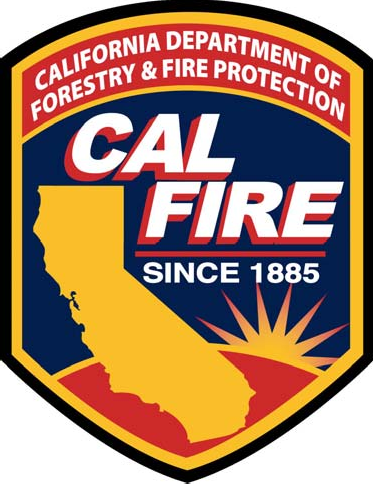 CALIFORNIA DEPARTMENT OF
FORESTRY & FIRE PROTECTION
CAL
FIRE
SINCE 1885